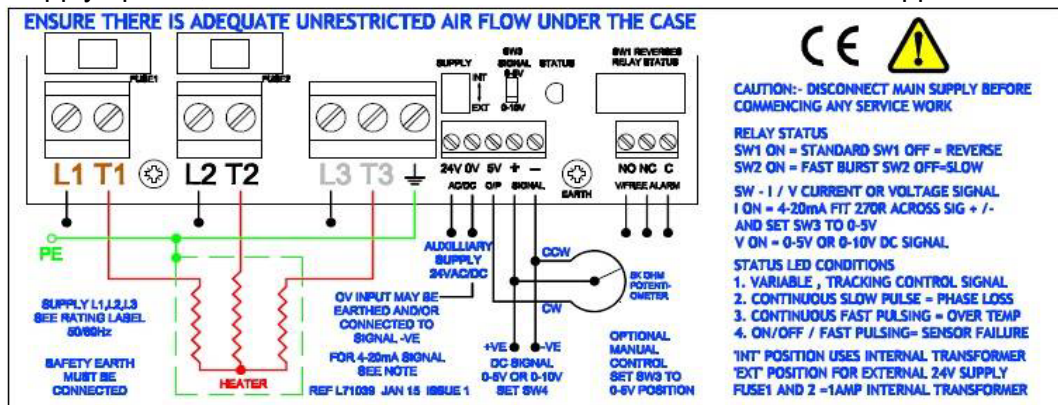 ENSURE THERE IS ADEQUATE UNRESTRICTED AIR FLOW UNDER THE CASE
FUSE1
FUSE2
SUPPLY
INT
EXT
SW3
SIGNAL
0-5V
0-10V
STATUS
SW1 REVERSES
RELAY STATUS
L1 T1
L2 T2
L3 T3
24V 0V 5V + −
AC/DC O/P SIGNAL
EARTH
NO NC C
V/FREE ALARM
PE
SUPPLY L1,L2,L3
SEE RATING LABEL
50/60Hz
SAFETY EARTH
MUST BE
CONNECTED
HEATER
AUXILLIARY
SUPPLY
24VAC/DC
0V INPUT MAY BE
EARTHED AND/OR
CONNECTED TO
SIGNAL -VE
FOR 4-20mA SIGNAL
SEE NOTE
REF L71039 JAN 15 ISSUE 1
CCW
CW
5K OHM
POTENTI-
OMETER
+VE
-VE
DC SIGNAL
0-5V OR 0-10V
SET SW4
OPTIONAL
MANUAL
CONTROL
SET SW3 TO
0-5V POSITION
CE
CAUTION:- DISCONNECT MAIN SUPPLY BEFORE
COMMENCING ANY SERVICE WORK
RELAY STATUS
SW1 ON = STANDARD SW1 OFF = REVERSE
SW2 ON = FAST BURST SW2 OFF=SLOW
SW - I / V CURRENT OR VOLTAGE SIGNAL
I ON = 4-20mA FIT 270R ACROSS SIG + /-
AND SET SW3 TO 0-5V
V ON = 0-5V OR 0-10V DC SIGNAL
STATUS LED CONDITIONS
1. VARIABLE , TRACKING CONTROL SIGNAL
2. CONTINUOUS SLOW PULSE = PHASE LOSS
3. CONTINUOUS FAST PULSING = OVER TEMP
4. ON/OFF / FAST PULSING= SENSOR FAILURE
'INT' POSITION USES INTERNAL TRANSFORMER
'EXT' POSITION FOR EXTERNAL 24V SUPPLY
FUSE1 AND 2 =1AMP INTERNAL TRANSFORMER